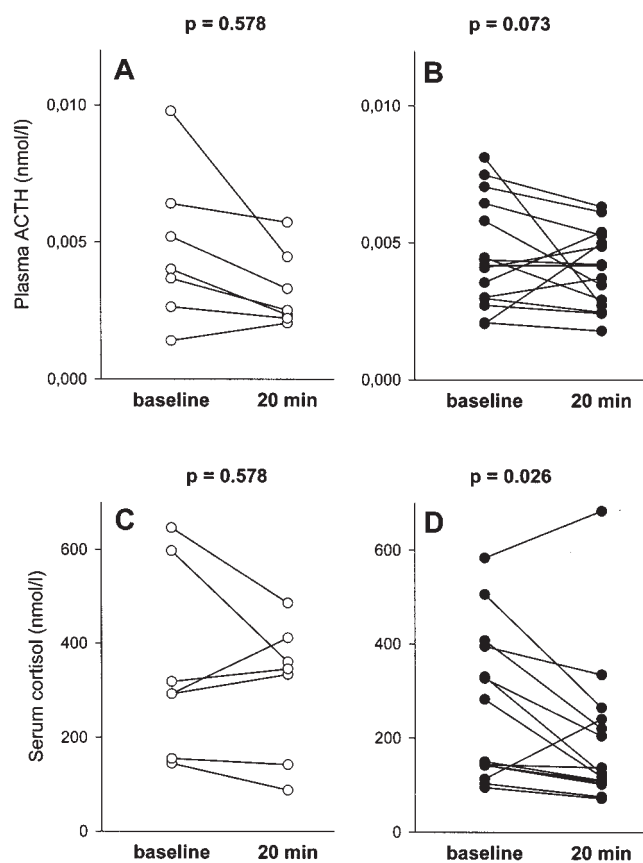 p = 0.578
p = 0.073
A
B
Plasma ACTH (nmol/l)
0,010
0,005
0,000
0,010
0,005
0,000
baseline
20 min
baseline
20 min
p = 0.578
p = 0.026
C
D
Serum cortisol (nmol/l)
600
400
200
0
600
400
200
0
baseline
20 min
baseline
20 min